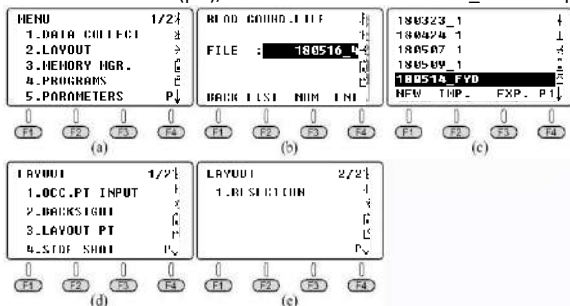 MENU 1/2
1.DATA COLLECT
2.LAYOUT
3.MEMORY MGR.
4.PROGRAMS
5.PARAMETERS P↓
F1 F2 F3 F4
(a)
READ COORD.FILE
FILE : 180516_4
BACK LIST NUM ENT
F1 F2 F3 F4
(b)
180323_1
180424_1
180507_1
180509_1
180514_FYD
NEW IMP. EXP. P1↓
F1 F2 F3 F4
(c)
LAYOUT 1/2
1.OCC.PT INPUT
2.BACKSIGHT
3.LAYOUT PT
4.SIDE SHOT P↓
F1 F2 F3 F4
(d)
LAYOUT 2/2
1.RESECTION
P↓
F1 F2 F3 F4
(e)